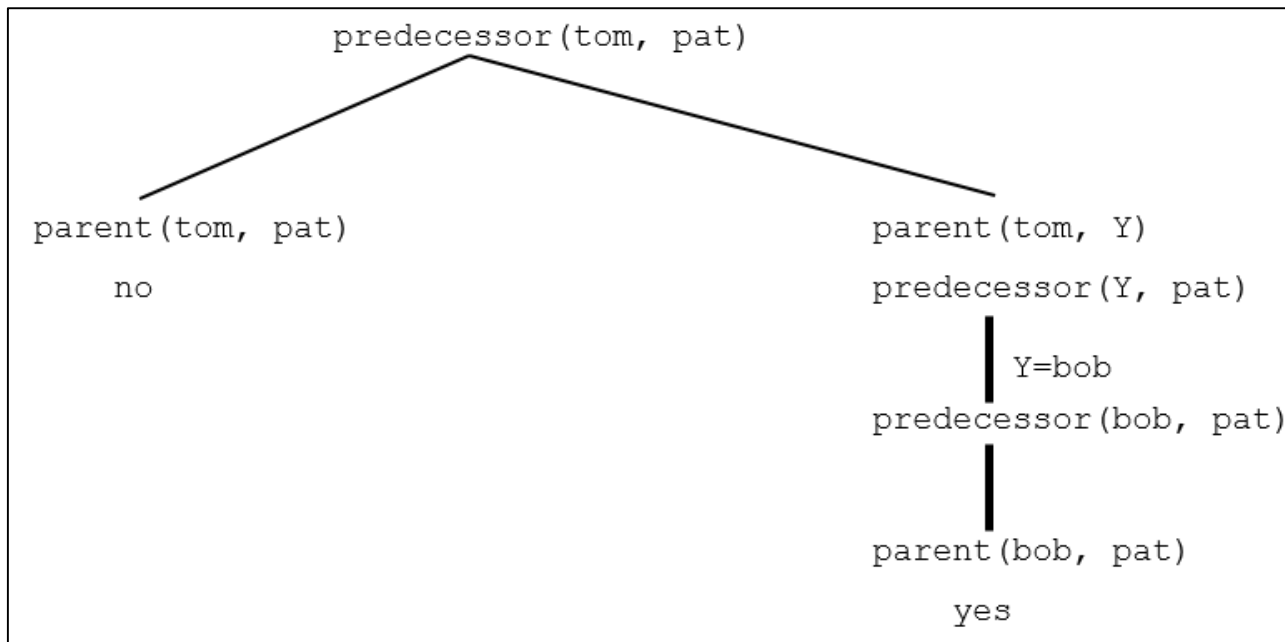 predecessor(tom, pat)
parent(tom, pat)
no
parent(tom, Y)
predecessor(Y, pat)
Y=bob
predecessor(bob, pat)
parent(bob, pat)
yes